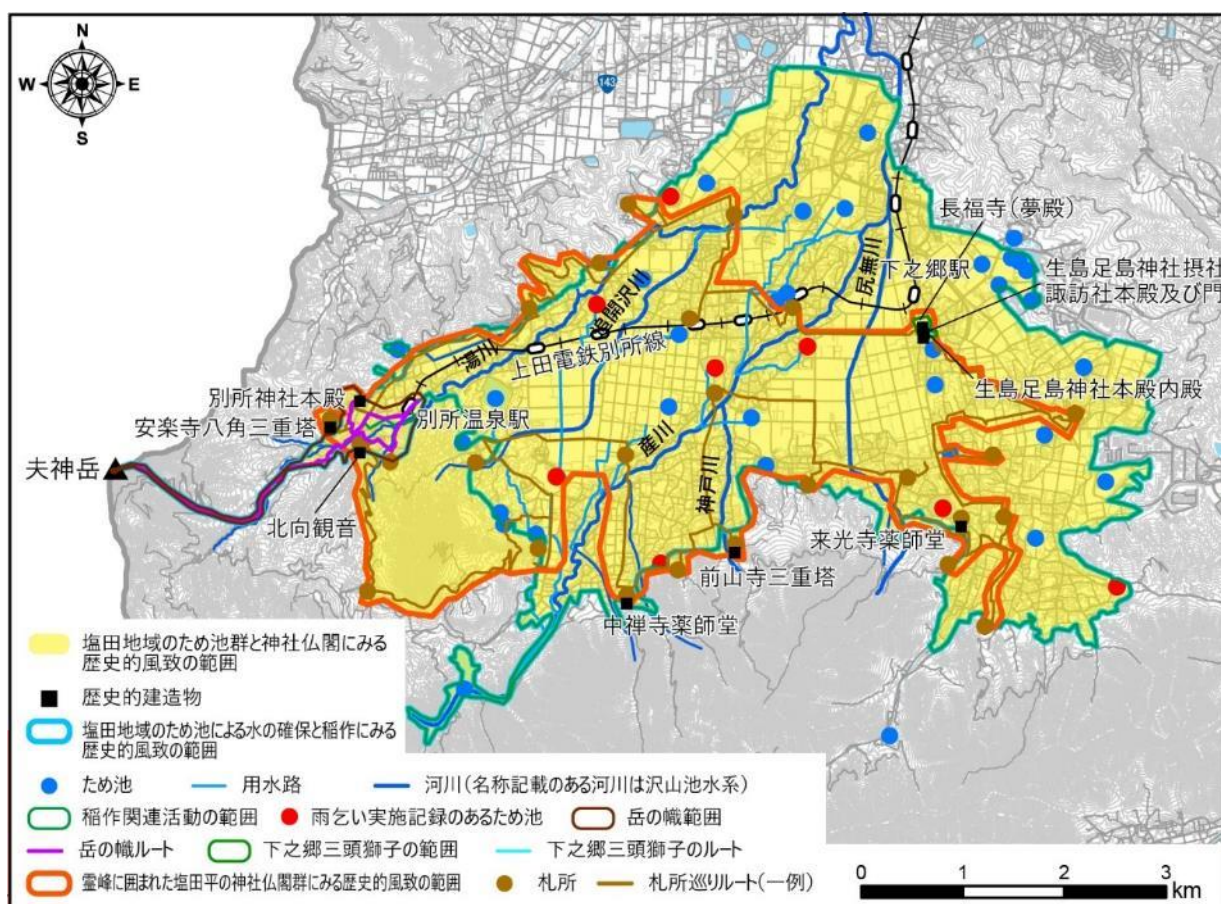 N
W
E
S
143
長福寺(夢殿)
下之郷駅
尻無川
生島足島神社摂社
諏訪社本殿及び門
追開沢川
湯川
上田電鉄別所線
別所神社本殿
生島足島神社本殿内殿
安楽寺八角三重塔
別所温泉駅
産川
夫神岳
神戸川
北向観音
来光寺薬師堂
前山寺三重塔
中禅寺薬師堂
塩田地域のため池群と神社仏閣にみる
歴史的風致の範囲
歴史的建造物
塩田地域のため池による水の確保と稲作にみる
歴史的風致の範囲
ため池
用水路
河川(名称記載のある河川は沢山池水系)
稲作関連活動の範囲
雨乞い実施記録のあるため池
岳の幟範囲
岳の幟ルート
下之郷三頭獅子の範囲
下之郷三頭獅子のルート
霊峰に囲まれた塩田平の神社仏閣群にみる歴史的風致の範囲
札所
札所巡りルート(一例)
0
1
2
3
km